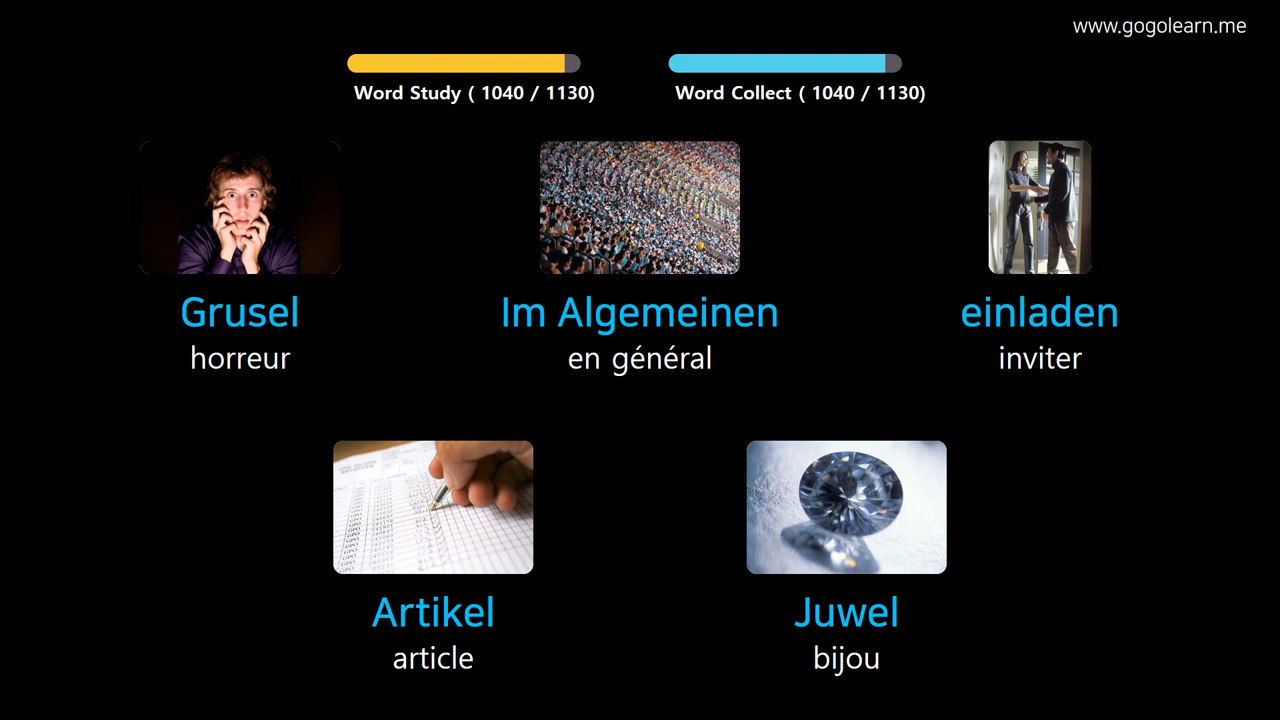 www.gogolearn.me
Word Study ( 1040 / 1130)
Word Collect ( 1040 / 1130)
Grusel
horreur
Im Algemeinen
en général
einladen
inviter
Artikel
article
Juwel
bijou